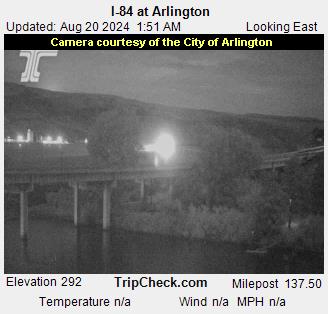 I-84 at Arlington
Updated: Aug 20 2024 1:51 AM Looking East
Camera courtesy of the City of Arlington
Elevation 292 TripCheck.com Milepost 137.50
Temperature n/a Wind n/a MPH n/a